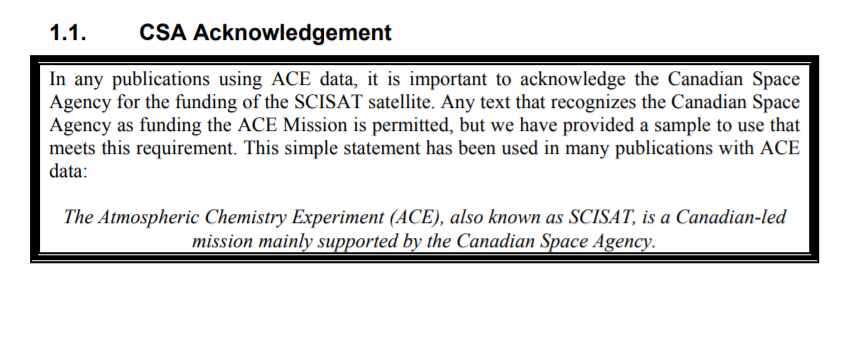 1.1. CSA Acknowledgement
In any publications using ACE data, it is important to acknowledge the Canadian Space
Agency for the funding of the SCISAT satellite. Any text that recognizes the Canadian Space
Agency as funding the ACE Mission is permitted, but we have provided a sample to use that
meets this requirement. This simple statement has been used in many publications with ACE
data:
The Atmospheric Chemistry Experiment (ACE), also known as SCISAT, is a Canadian-led
mission mainly supported by the Canadian Space Agency.